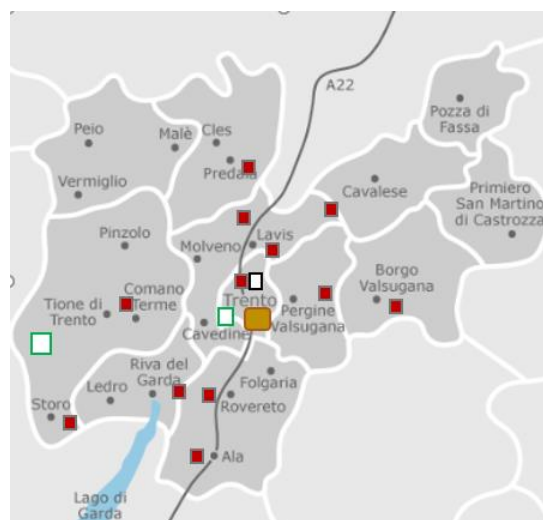 A22
Pozza di
Fassa
Peio
Malè
Cles
Predaia
Vermiglio
Cavalese
Primiero
San Martino
di Castrozza
Pinzolo
Molveno
Lavis
Comano
Terme
Tione di
Trento
Trento
Borgo
Valsugana
Pergine
Valsugana
Cavedine
Riva del
Garda
Folgaria
Ledro
Rovereto
Storo
Ala
Lago di
Garda